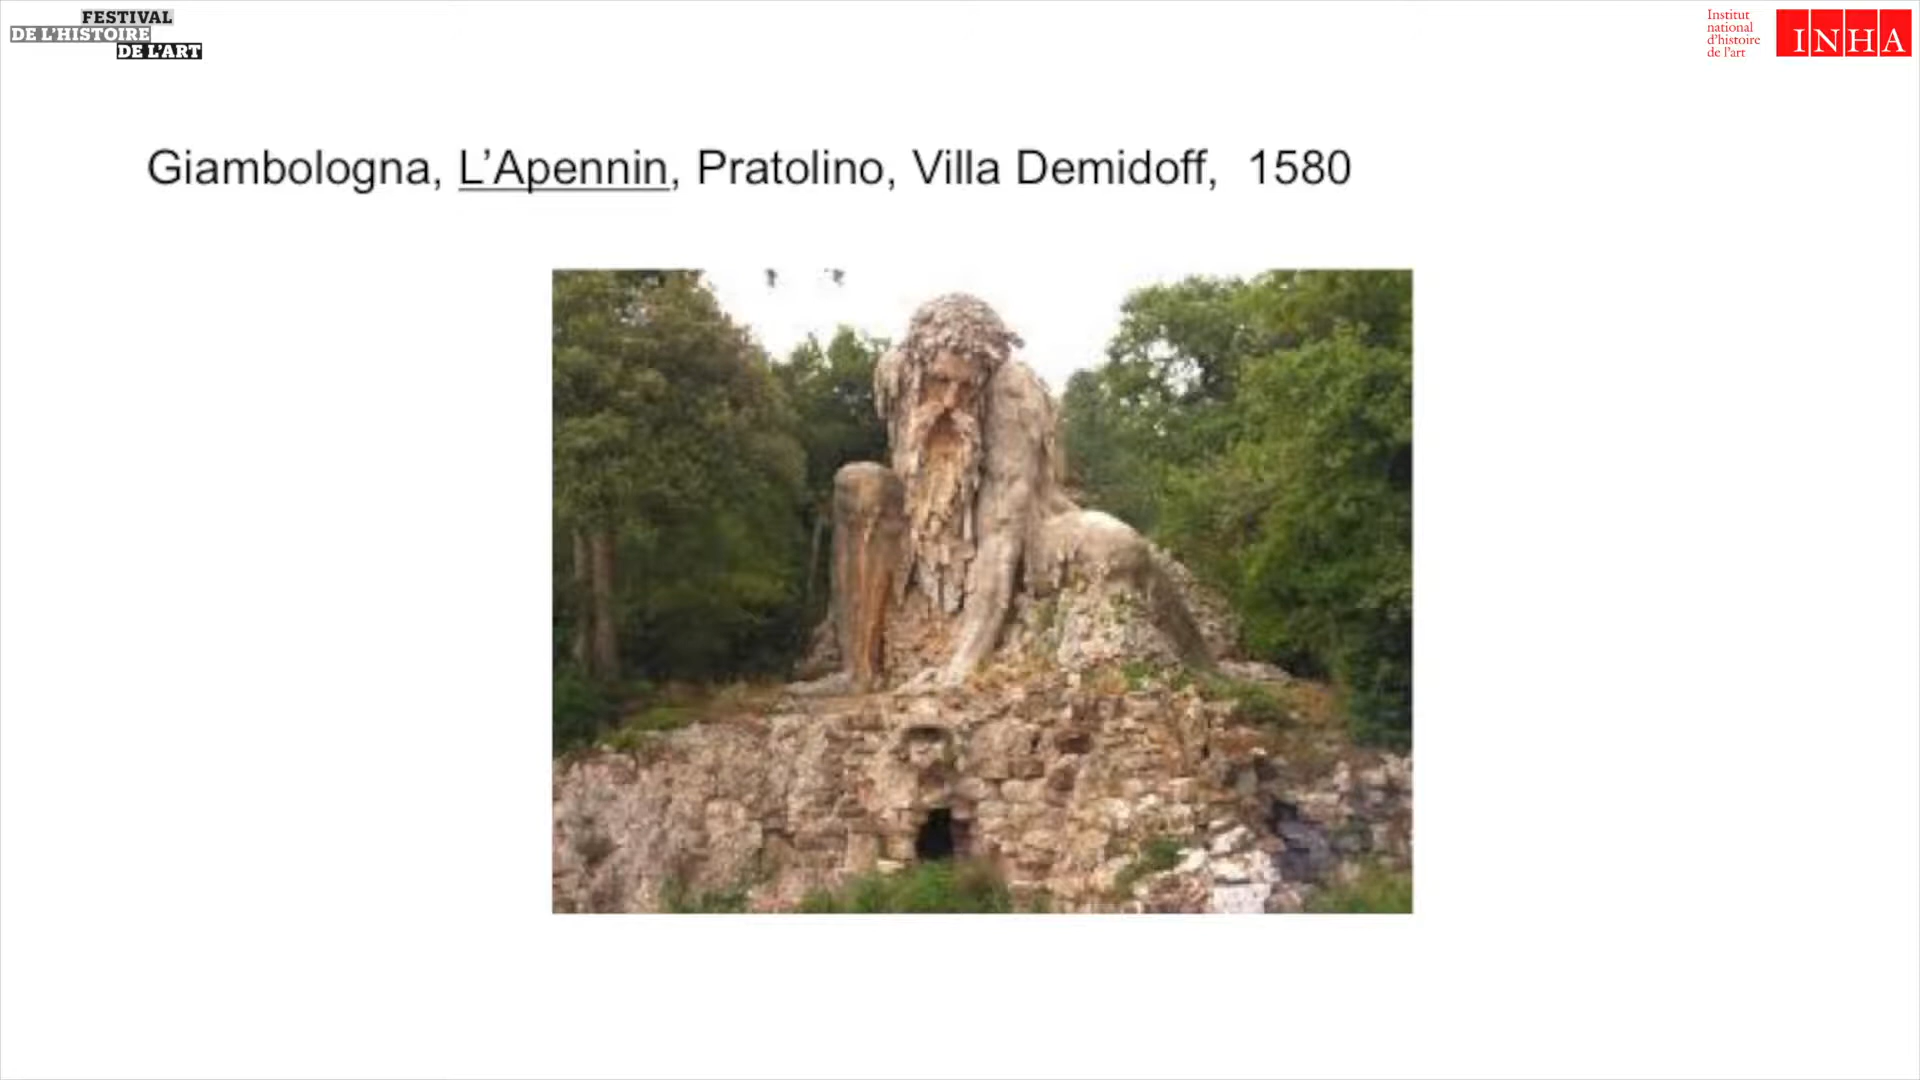 FESTIVAL
DE L'HISTOIRE
DE L'ART
Institut
national
d'histoire
de l'art
INHA
Giambologna, L'Apennin, Pratolino, Villa Demidoff, 1580